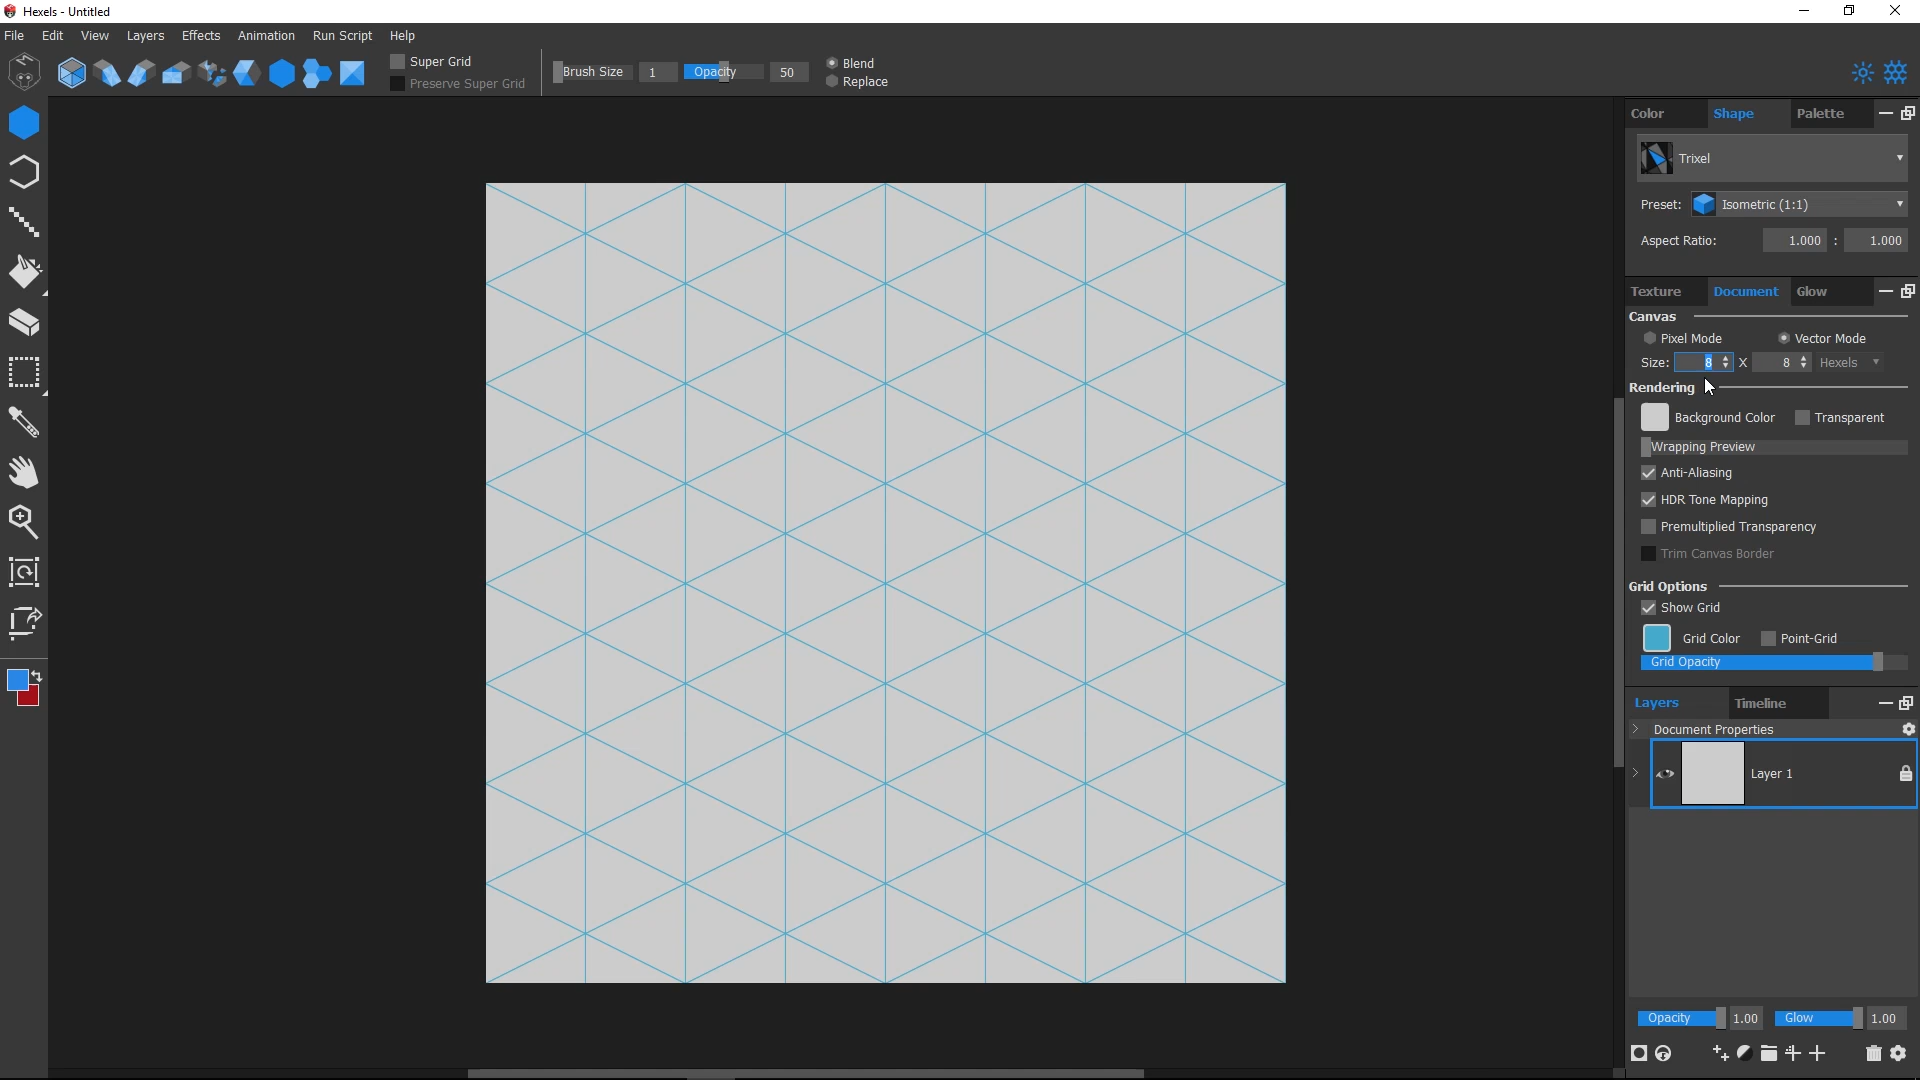 Hexels - Untitled
File Edit View Layers Effects Animation Run Script Help
Super Grid
Preserve Super Grid
Brush Size 1 Opacity 50
Blend
Replace
Color Shape Palette
Trixel
Preset: Isometric (1:1)
Aspect Ratio: 1.000 : 1.000
Texture Document Glow
Canvas
Pixel Mode Vector Mode
Size: 8 X 8 Hexels
Rendering
Background Color Transparent
Wrapping Preview
Anti-Aliasing
HDR Tone Mapping
Premultiplied Transparency
Trim Canvas Border
Grid Options
Show Grid
Grid Color Point-Grid
Grid Opacity
Layers Timeline
Document Properties
Layer 1
Opacity 1.00 Glow 1.00